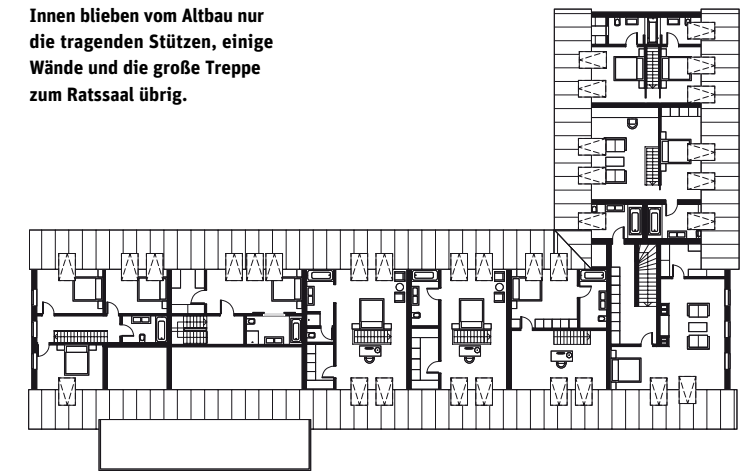 Innen blieben vom Altbau nur
die tragenden Stützen, einige
Wände und die große Treppe
zum Ratssaal übrig.